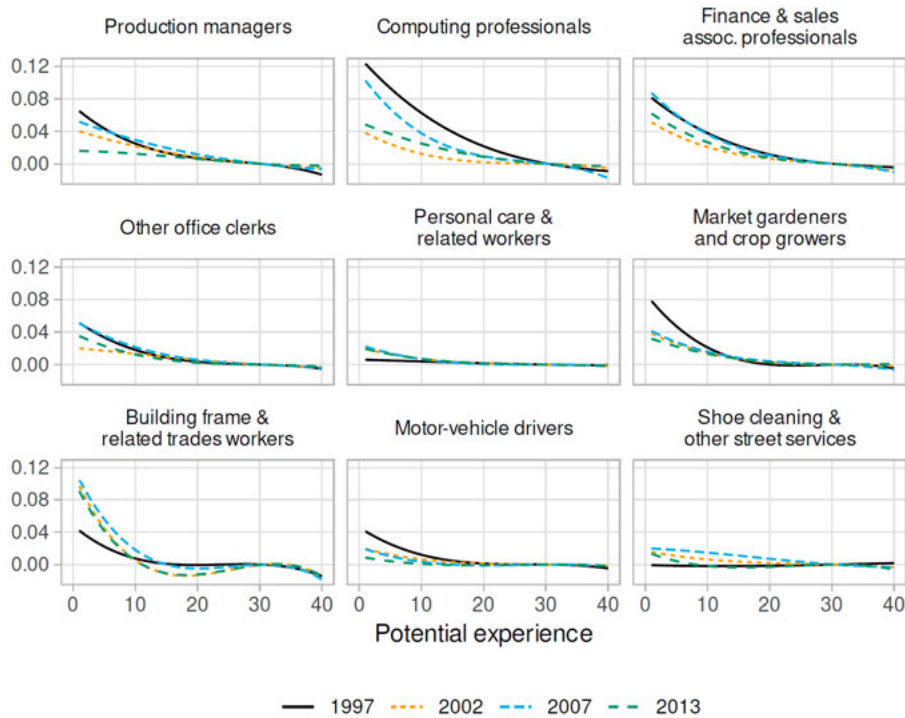 Production managers
Computing professionals
Finance & sales
assoc. professionals
0.12
0.08
0.04
0.00
Other office clerks
Personal care &
related workers
Market gardeners
and crop growers
0.12
0.08
0.04
0.00
Building frame &
related trades workers
Motor-vehicle drivers
Shoe cleaning &
other street services
0.12
0.08
0.04
0.00
0 10 20 30 40 0 10 20 30 40 0 10 20 30 40
Potential experience
1997 2002 2007 2013